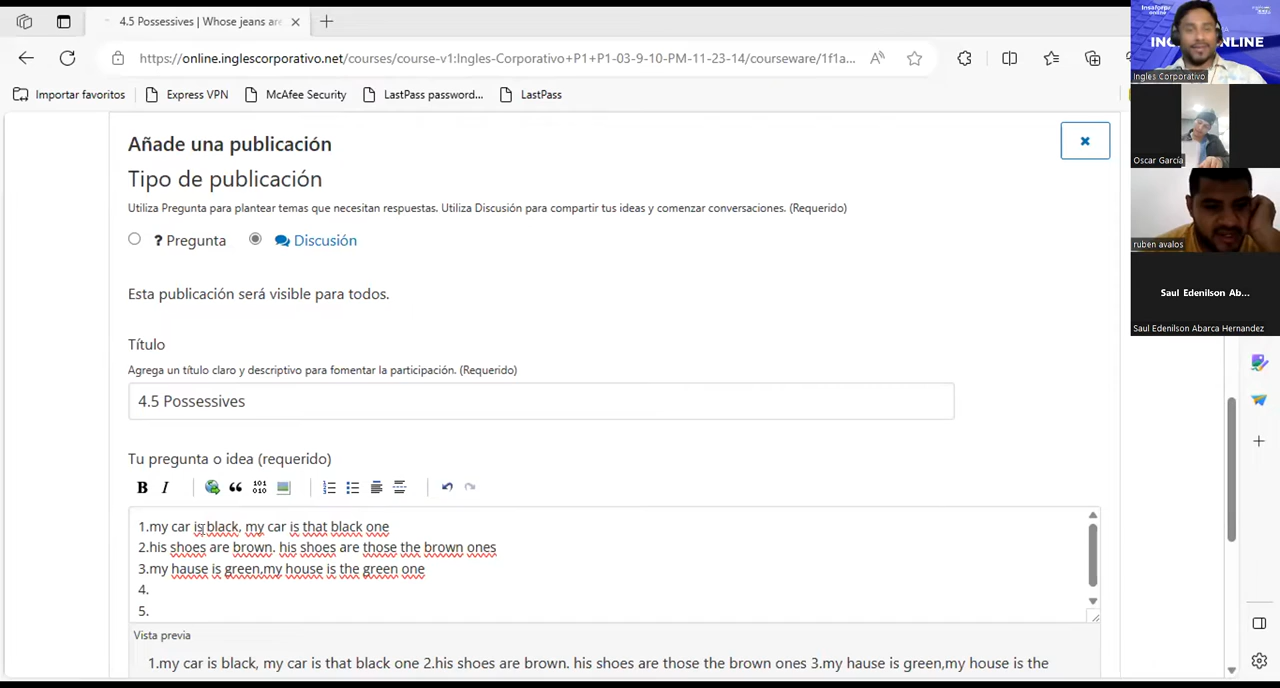 4.5 Possessives | Whose jeans are
https://online.inglescorporativo.net/courses/course-v1:Ingles-Corporativo+P1+P1-03-9-10-PM-11-23-14/courseware/1f1a...
Importar favoritos
Express VPN
McAfee Security
LastPass password...
LastPass
Añade una publicación
Tipo de publicación
Utiliza Pregunta para plantear temas que necesitan respuestas. Utiliza Discusión para compartir tus ideas y comenzar conversaciones. (Requerido)
? Pregunta
Discusión
Esta publicación será visible para todos.
Título
Agrega un título claro y descriptivo para fomentar la participación. (Requerido)
4.5 Possessives
Tu pregunta o idea (requerido)
B I
1.my car is black, my car is that black one
2.his shoes are brown. his shoes are those the brown ones
3.my hause is green,my house is the green one
4.
5.
Vista previa
1.my car is black, my car is that black one 2.his shoes are brown. his shoes are those the brown ones 3.my hause is green,my house is the
Ingles Corporativo
Oscar García
ruben avalos
Saul Edenilson Ab...
Saul Edenilson Abarca Hernandez